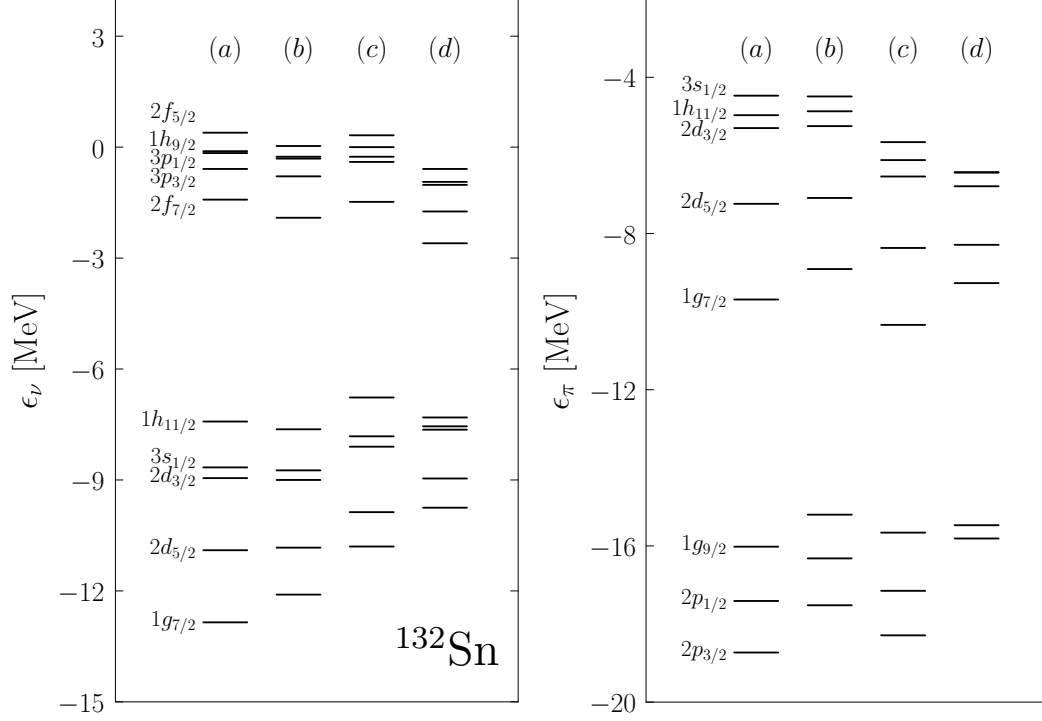 (a) (b) (c) (d)
3
0
−3
−6
−9
−12
−15
ϵν [MeV]
2f5/2
1h9/2
3p1/2
3p3/2
2f7/2
1h11/2
3s1/2
2d3/2
2d5/2
1g7/2
132Sn
(a) (b) (c) (d)
−4
−8
−12
−16
−20
ϵπ [MeV]
3s1/2
1h11/2
2d3/2
2d5/2
1g7/2
1g9/2
2p1/2
2p3/2